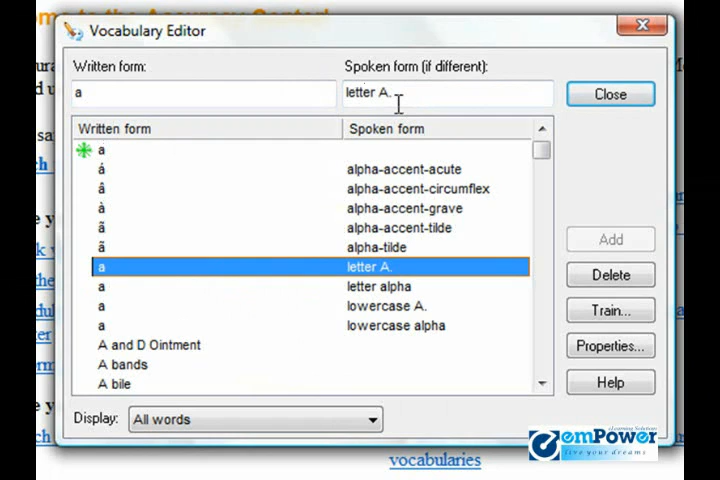 Vocabulary Editor
Written form:
Spoken form (if different):
a
letter A.
Close
Written form
Spoken form
a
á
alpha-accent-acute
â
alpha-accent-circumflex
à
alpha-accent-grave
ã
alpha-accent-tilde
ã
alpha-tilde
a
letter A.
a
letter alpha
a
lowercase A.
a
lowercase alpha
A and D Ointment
A bands
A bile
Add
Delete
Train...
Properties...
Help
Display:
All words
eLearning Solutions
emPower
live your dreams
vocabularies